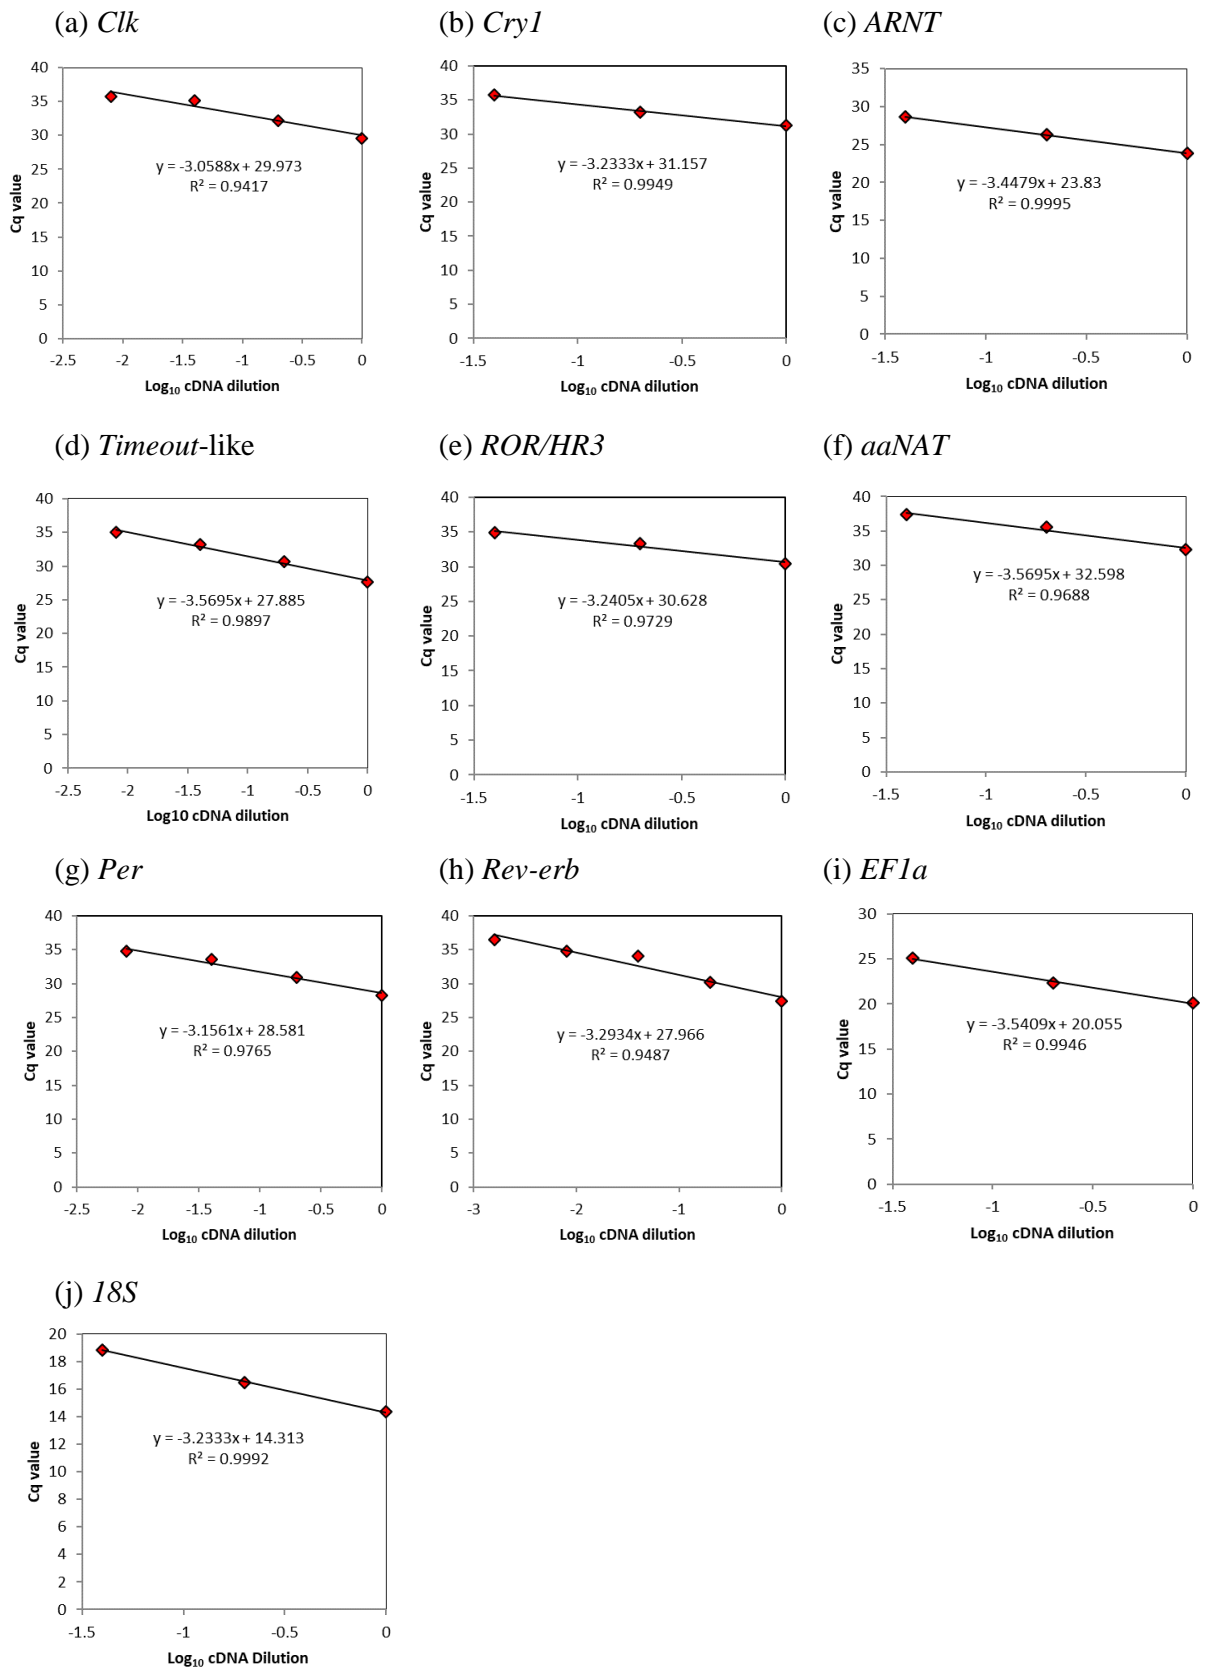 (a) Clk
40
35
30
25
20
15
10
5
0
Cq value
y = -3.0588x + 29.973
R² = 0.9417
-2.5 -2 -1.5 -1 -0.5 0
Log₁₀ cDNA dilution
(b) Cry1
40
35
30
25
20
15
10
5
0
Cq value
y = -3.2333x + 31.157
R² = 0.9949
-1.5 -1 -0.5 0
Log₁₀ cDNA dilution
(c) ARNT
35
30
25
20
15
10
5
0
Cq value
y = -3.4479x + 23.83
R² = 0.9995
-1.5 -1 -0.5 0
Log₁₀ cDNA dilution
(d) Timeout-like
40
35
30
25
20
15
10
5
0
Cq value
y = -3.5695x + 27.885
R² = 0.9897
-2.5 -2 -1.5 -1 -0.5 0
Log10 cDNA dilution
(e) ROR/HR3
40
35
30
25
20
15
10
5
0
Cq value
y = -3.2405x + 30.628
R² = 0.9729
-1.5 -1 -0.5 0
Log₁₀ cDNA dilution
(f) aaNAT
40
35
30
25
20
15
10
5
0
Cq value
y = -3.5695x + 32.598
R² = 0.9688
-1.5 -1 -0.5 0
Log₁₀ cDNA dilution
(g) Per
40
35
30
25
20
15
10
5
0
Cq value
y = -3.1561x + 28.581
R² = 0.9765
-2.5 -2 -1.5 -1 -0.5 0
Log₁₀ cDNA dilution
(h) Rev-erb
40
35
30
25
20
15
10
5
0
Cq value
y = -3.2934x + 27.966
R² = 0.9487
-3 -2 -1 0
Log₁₀ cDNA dilution
(i) EF1a
30
25
20
15
10
5
0
Cq value
y = -3.5409x + 20.055
R² = 0.9946
-1.5 -1 -0.5 0
Log₁₀ cDNA dilution
(j) 18S
20
18
16
14
12
10
8
6
4
2
0
Cq value
y = -3.2333x + 14.313
R² = 0.9992
-1.5 -1 -0.5 0
Log₁₀ cDNA Dilution